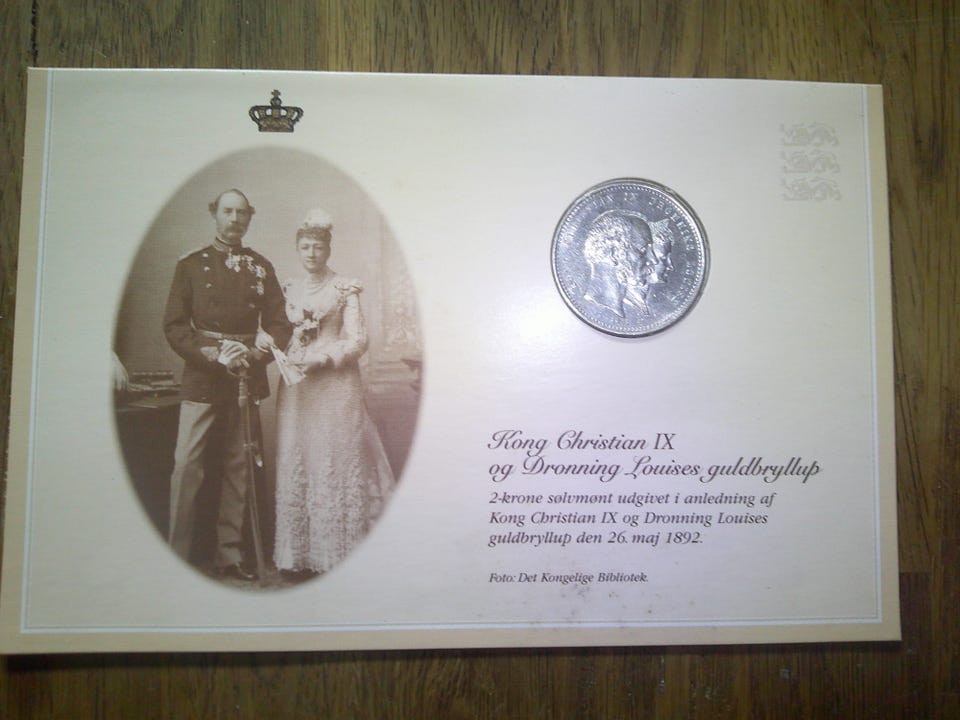 Kong Christian IX
og Dronning Louises guldbryllup
2-krone sølvmønt udgivet i anledning af
Kong Christian IX og Dronning Louises
guldbryllup den 26. maj 1892.
Foto: Det Kongelige Bibliotek.